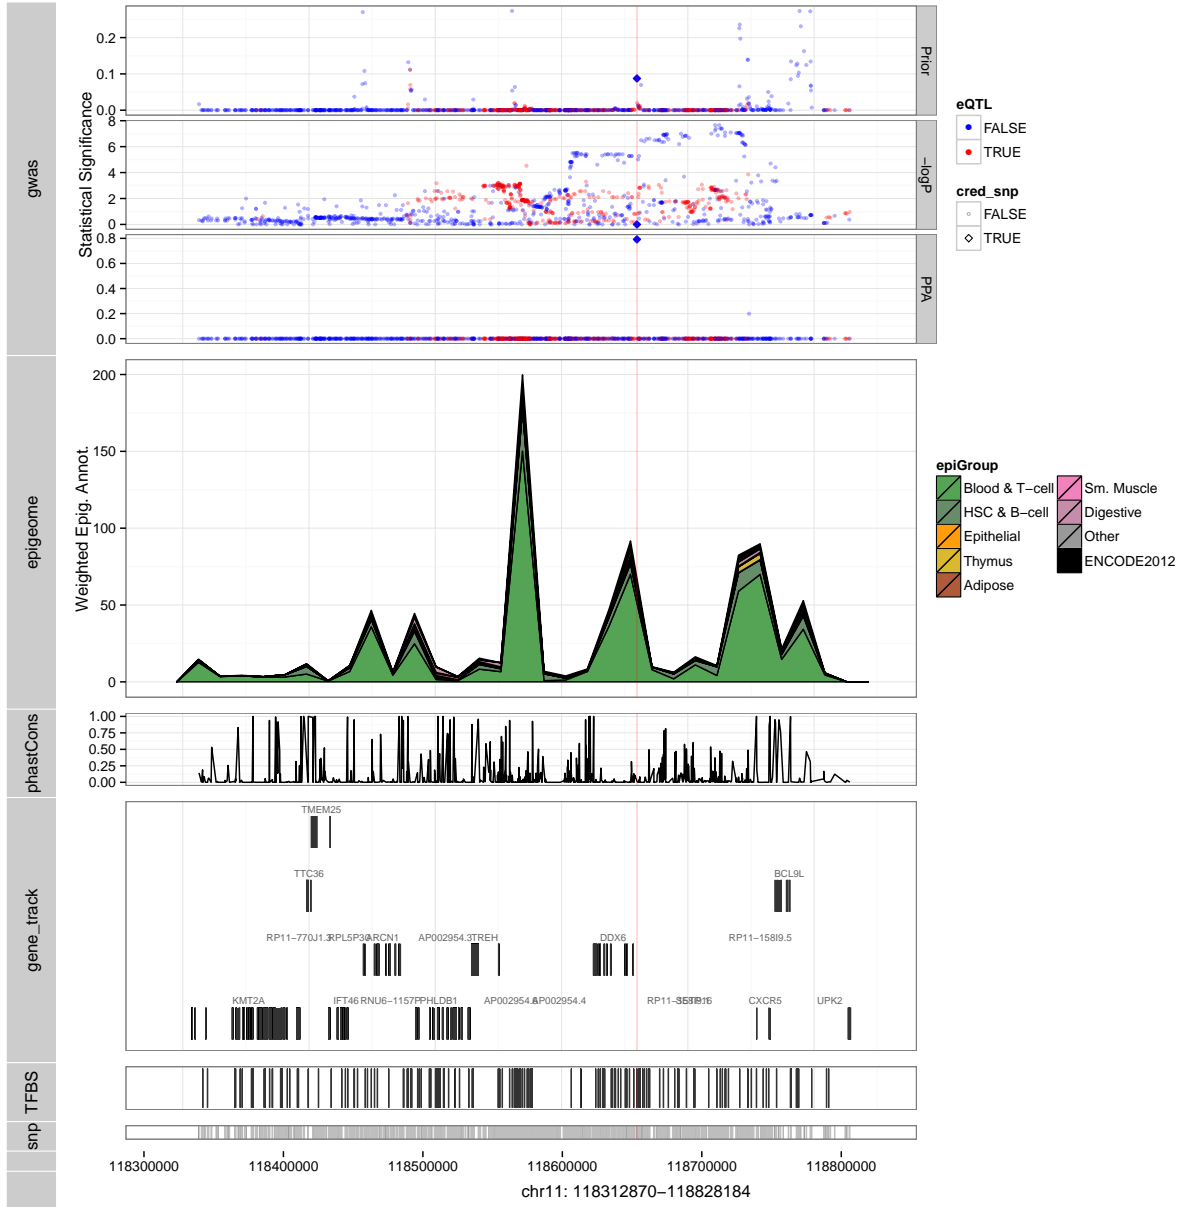 gwas
Statistical Significance
0.2
0.1
0.0
Prior
8
6
4
2
0
−logP
0.8
0.6
0.4
0.2
0.0
PPA
eQTL
FALSE
TRUE
cred_snp
FALSE
TRUE
epigeome
Weighted Epig. Annot.
200
150
100
50
0
epiGroup
Blood & T−cell
HSC & B−cell
Epithelial
Thymus
Adipose
Sm. Muscle
Digestive
Other
ENCODE2012
phastCons
1.00
0.75
0.50
0.25
0.00
gene_track
TMEM25
TTC36
BCL9L
RP11−770J1.3 RPL5P30 ARCN1 AP002954.3 TREH DDX6 RP11−158I9.5
KMT2A IFT46 RNU6−1157P PHLDB1 AP002954.6 AP002954.4 CXCR5 UPK2
TFBS
snp
118300000 118400000 118500000 118600000 118700000 118800000
chr11: 118312870−118828184